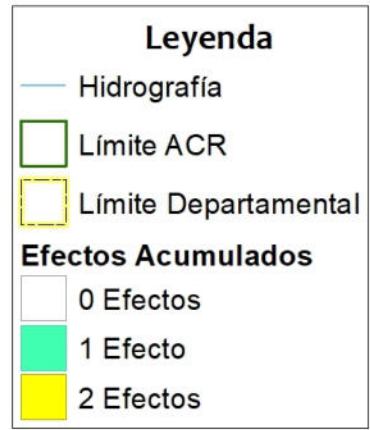 Leyenda
Hidrografía
Límite ACR
Límite Departamental
Efectos Acumulados
0 Efectos
1 Efecto
2 Efectos